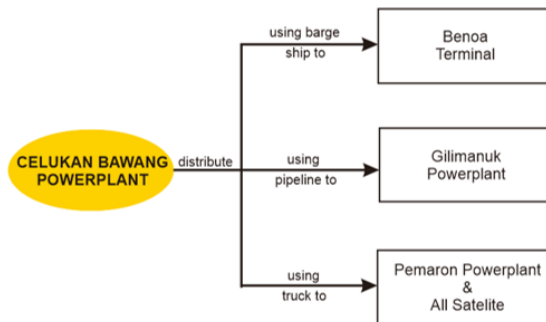 using barge
ship to
Benoa
Terminal
CELUKAN BAWANG
POWERPLANT
distribute
using
pipeline to
Gilimanuk
Powerplant
using
truck to
Pemaron Powerplant
&
All Satelite